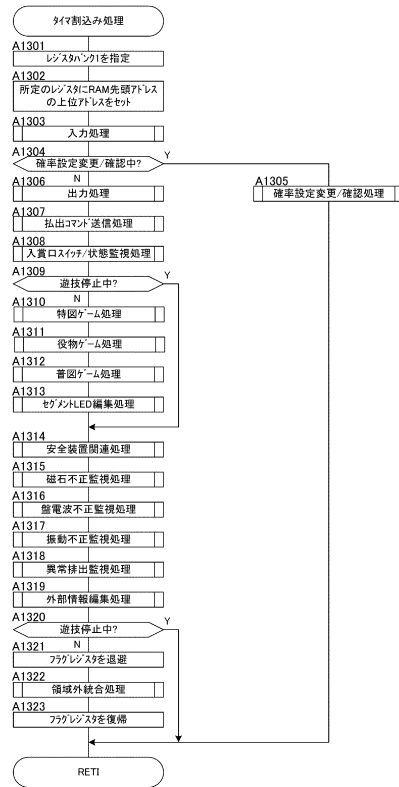 ﾀｲﾏ割込み処理
A1301
ﾚｼﾞｽﾀﾊﾞﾝｸ1を指定
A1302
所定のﾚｼﾞｽﾀにRAM先頭ｱﾄﾞﾚｽ
の上位ｱﾄﾞﾚｽをｾｯﾄ
A1303
入力処理
A1304
確率設定変更/確認中?
Y
N
A1305
確率設定変更/確認処理
A1306
出力処理
A1307
払出ｺﾏﾝﾄﾞ送信処理
A1308
入賞口ｽｲｯﾁ/状態監視処理
A1309
遊技停止中?
Y
N
A1310
特図ｹﾞｰﾑ処理
A1311
役物ｹﾞｰﾑ処理
A1312
普図ｹﾞｰﾑ処理
A1313
ｾｸﾞﾒﾝﾄLED編集処理
A1314
安全装置関連処理
A1315
磁石不正監視処理
A1316
盤電波不正監視処理
A1317
振動不正監視処理
A1318
異常排出監視処理
A1319
外部情報編集処理
A1320
遊技停止中?
Y
N
A1321
ﾌﾗｸﾞﾚｼﾞｽﾀを退避
A1322
領域外統合処理
A1323
ﾌﾗｸﾞﾚｼﾞｽﾀを復帰
RETI